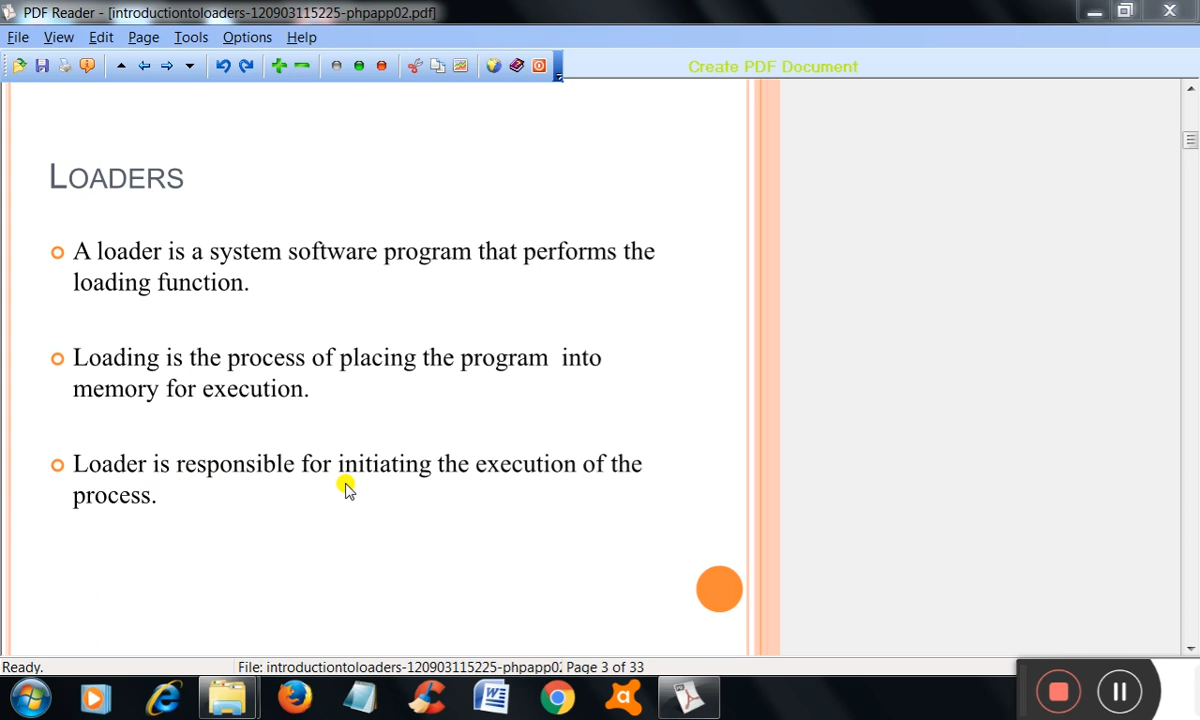 PDF Reader - [introductiontoloaders-120903115225-phpapp02.pdf]
File View Edit Page Tools Options Help
Create PDF Document
LOADERS
A loader is a system software program that performs the
loading function.
Loading is the process of placing the program into
memory for execution.
Loader is responsible for initiating the execution of the
process.
Ready.
File: introductiontoloaders-120903115225-phpapp02 Page 3 of 33